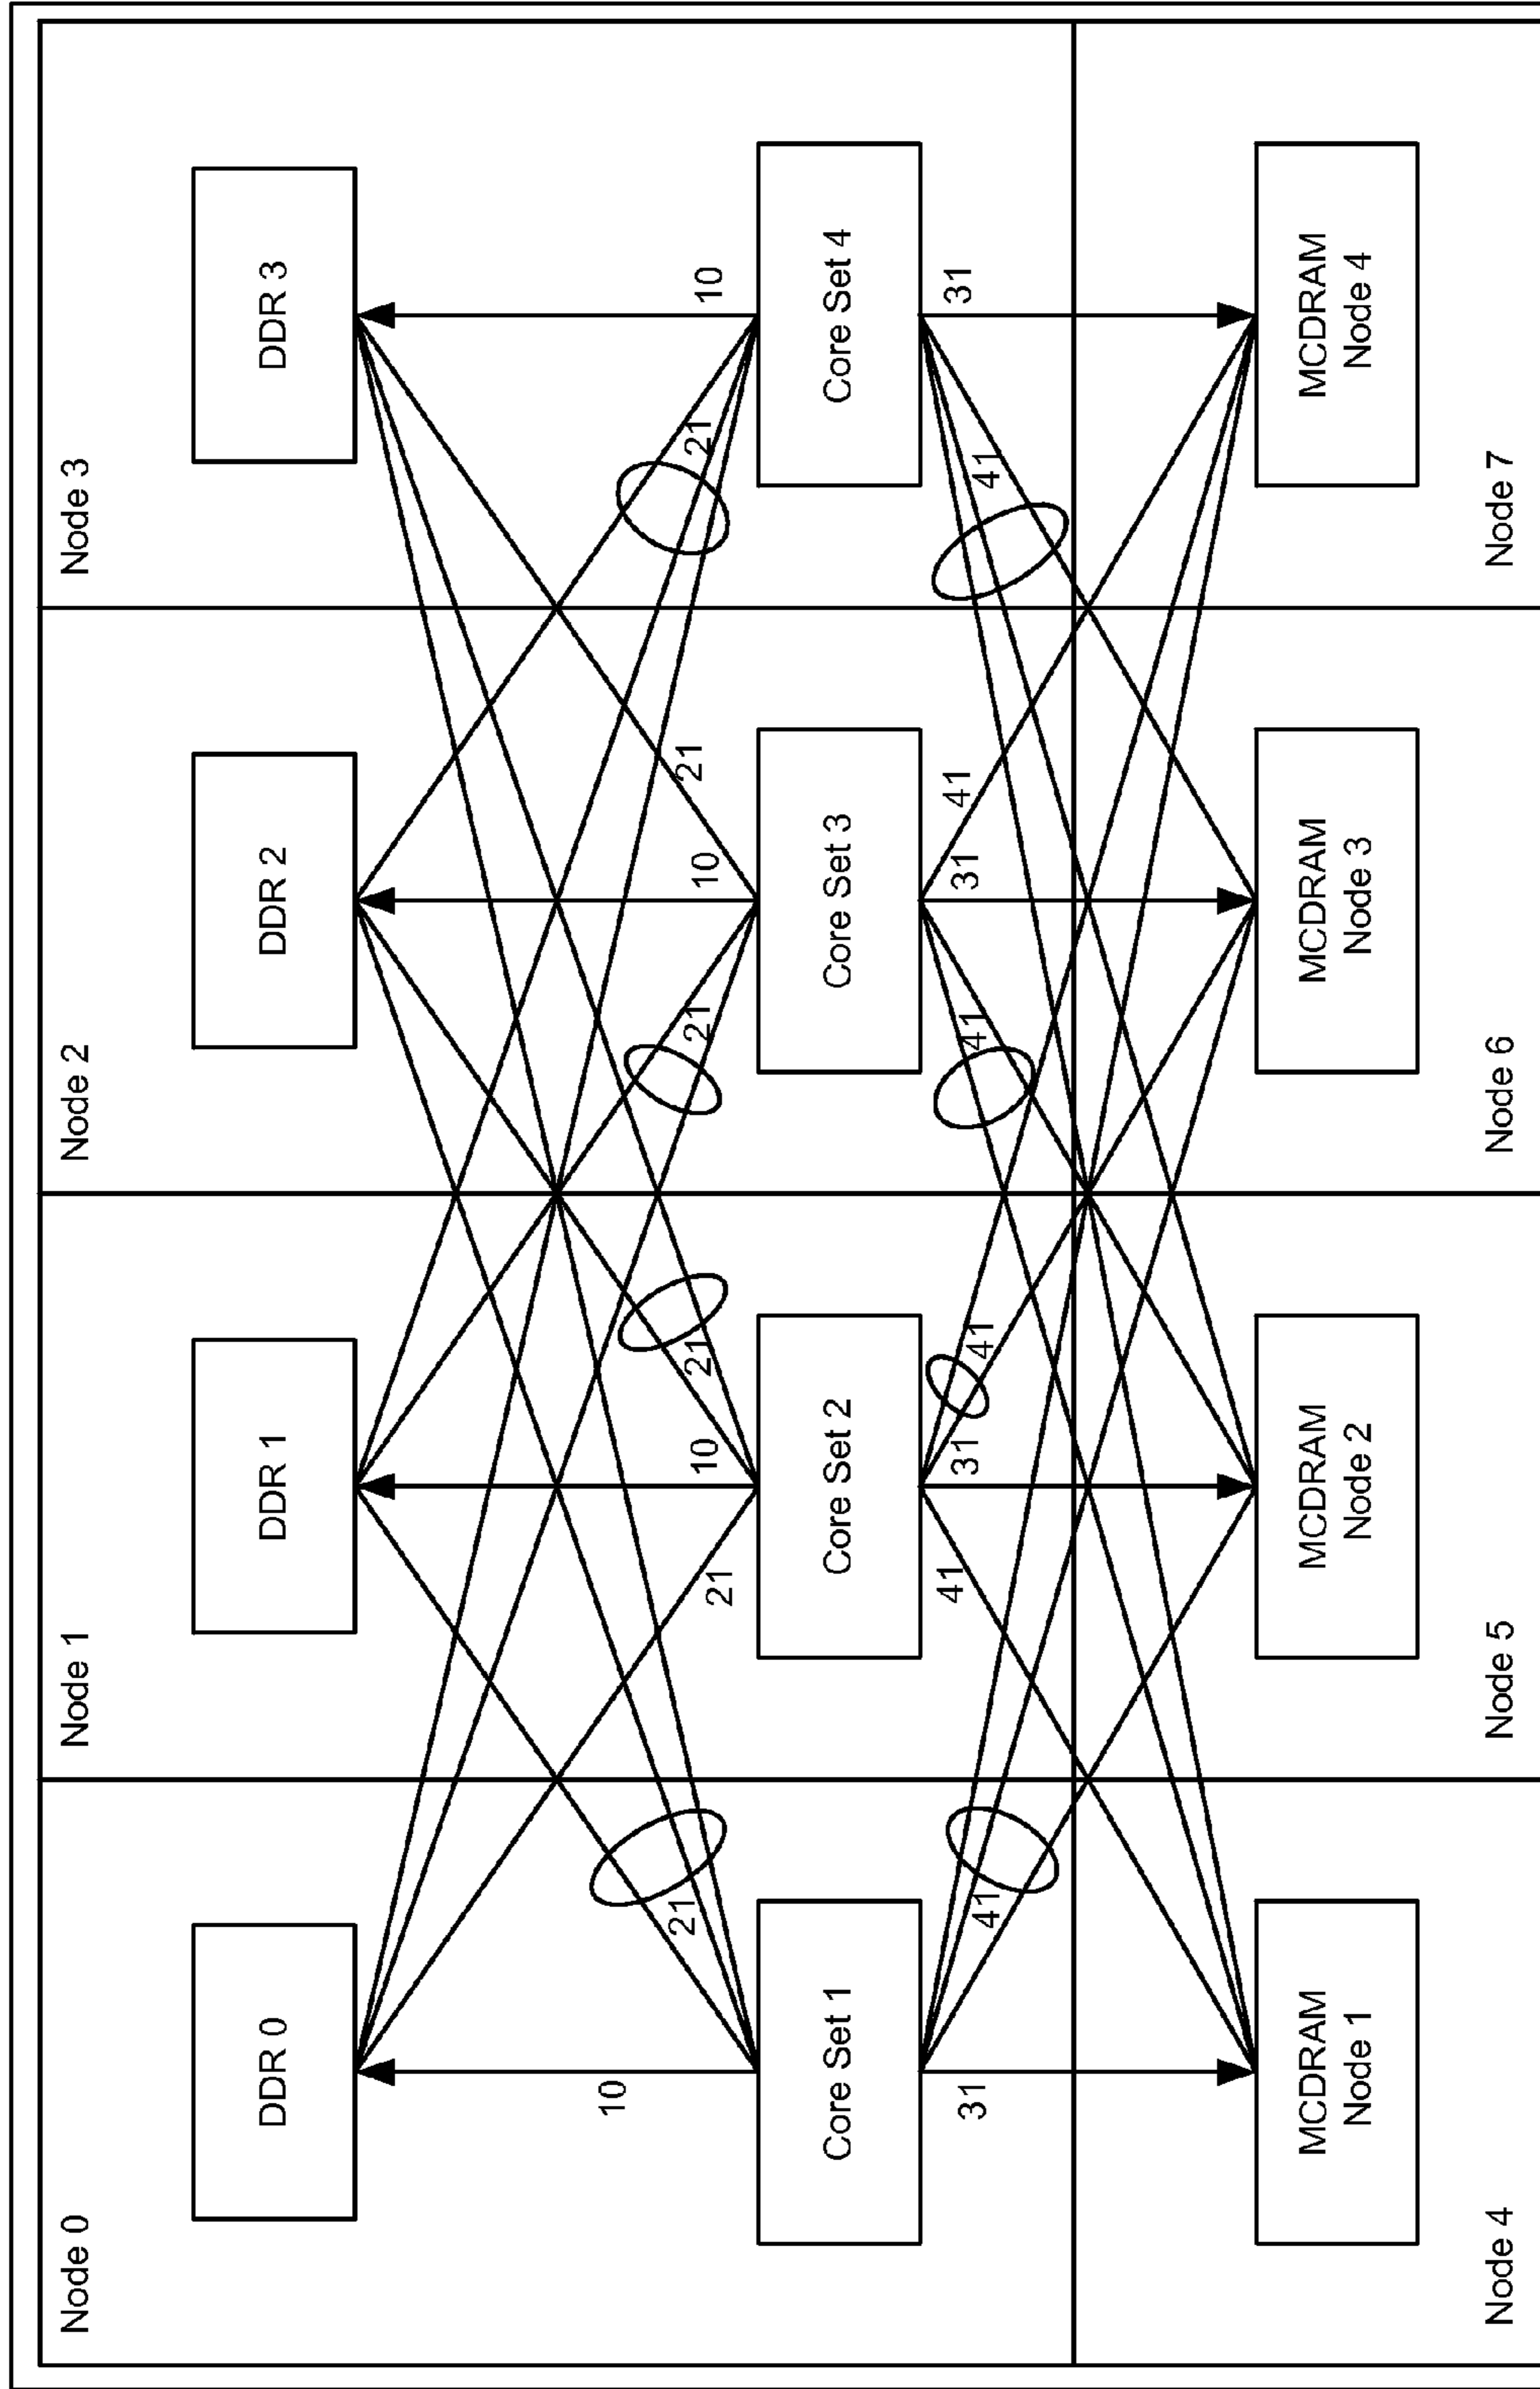 Node 0
Node 1
Node 2
Node 3
DDR 0
DDR 1
DDR 2
DDR 3
10
21
21
10
21
21
10
21
21
10
Core Set 1
Core Set 2
Core Set 3
Core Set 4
31
41
41
31
41
41
31
41
41
31
MCDRAM
Node 1
MCDRAM
Node 2
MCDRAM
Node 3
MCDRAM
Node 4
Node 4
Node 5
Node 6
Node 7